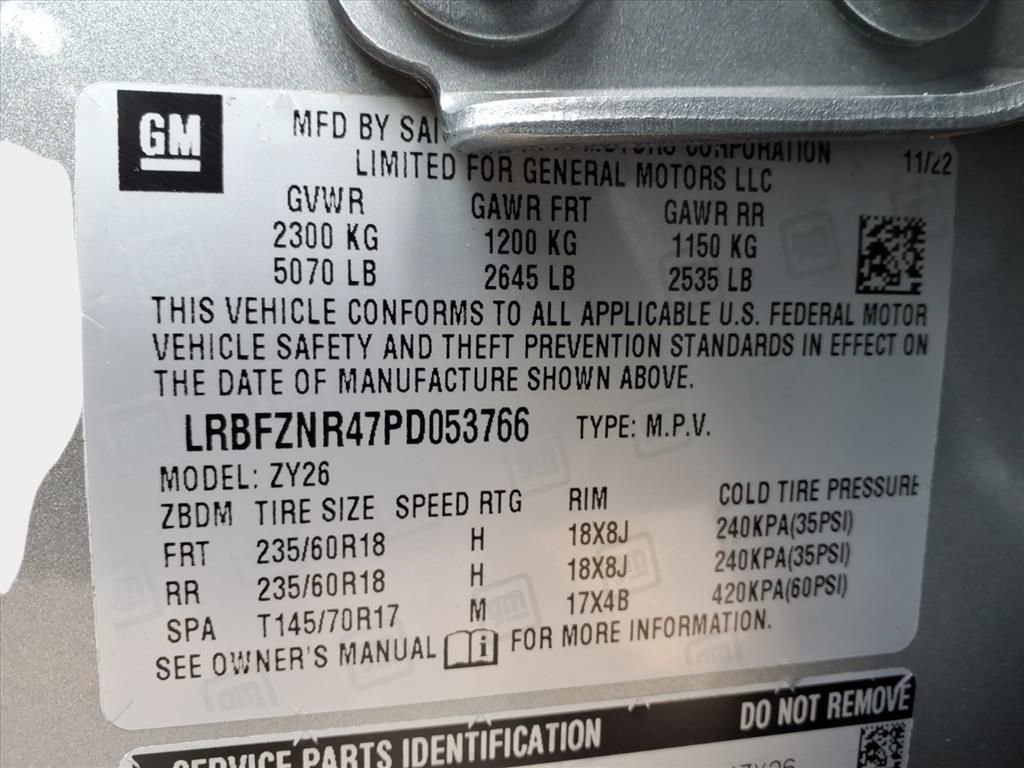 GM
MFD BY SAI
MOTORS CORPORATION
LIMITED FOR GENERAL MOTORS LLC
11/22
GVWR GAWR FRT GAWR RR
2300 KG 1200 KG 1150 KG
5070 LB 2645 LB 2535 LB
THIS VEHICLE CONFORMS TO ALL APPLICABLE U.S. FEDERAL MOTOR
VEHICLE SAFETY AND THEFT PREVENTION STANDARDS IN EFFECT ON
THE DATE OF MANUFACTURE SHOWN ABOVE.
LRBFZNR47PD053766 TYPE: M.P.V.
MODEL: ZY26
ZBDM TIRE SIZE SPEED RTG RIM COLD TIRE PRESSURE
FRT 235/60R18 H 18X8J 240KPA(35PSI)
RR 235/60R18 H 18X8J 240KPA(35PSI)
SPA T145/70R17 M 17X4B 420KPA(60PSI)
SEE OWNER'S MANUAL FOR MORE INFORMATION.
SERVICE PARTS IDENTIFICATION DO NOT REMOVE